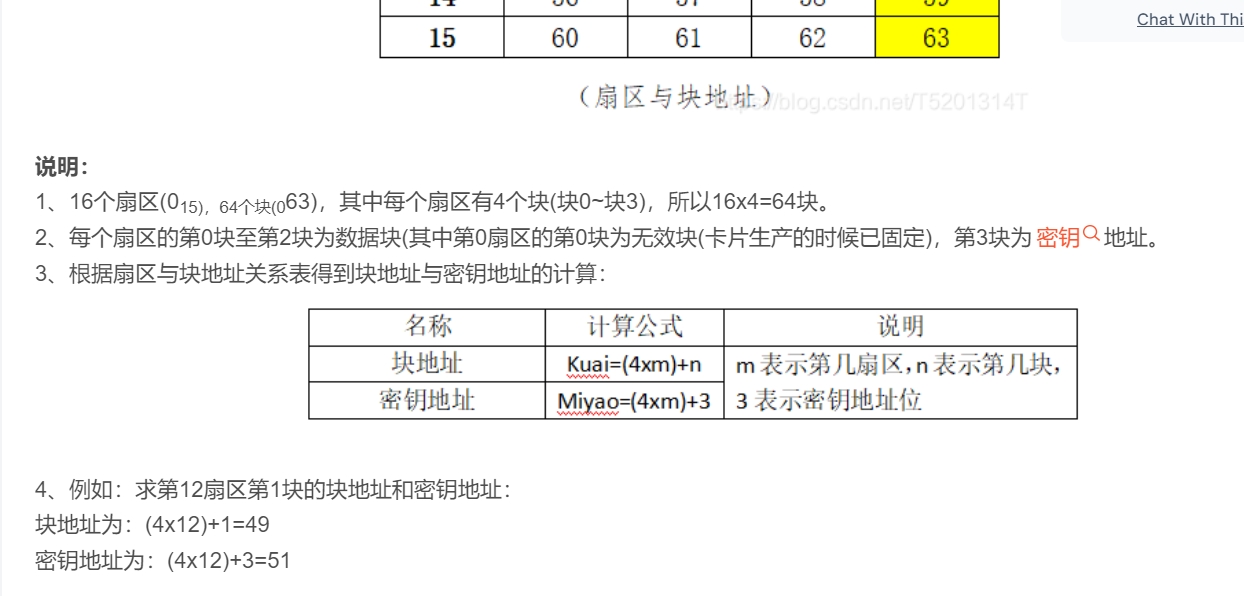 Chat With Thi
15 60 61 62 63
(扇区与块地址)
blog.csdn.net/T5201314T
说明：
1、16个扇区(015)，64个块(063)，其中每个扇区有4个块(块0~块3)，所以16x4=64块。
2、每个扇区的第0块至第2块为数据块(其中第0扇区的第0块为无效块(卡片生产的时候已固定)，第3块为 密钥 地址。
3、根据扇区与块地址关系表得到块地址与密钥地址的计算：
名称 计算公式 说明
块地址 Kuai=(4xm)+n m 表示第几扇区,n 表示第几块，
密钥地址 Miyao=(4xm)+3 3 表示密钥地址位
4、例如：求第12扇区第1块的块地址和密钥地址：
块地址为：(4x12)+1=49
密钥地址为：(4x12)+3=51